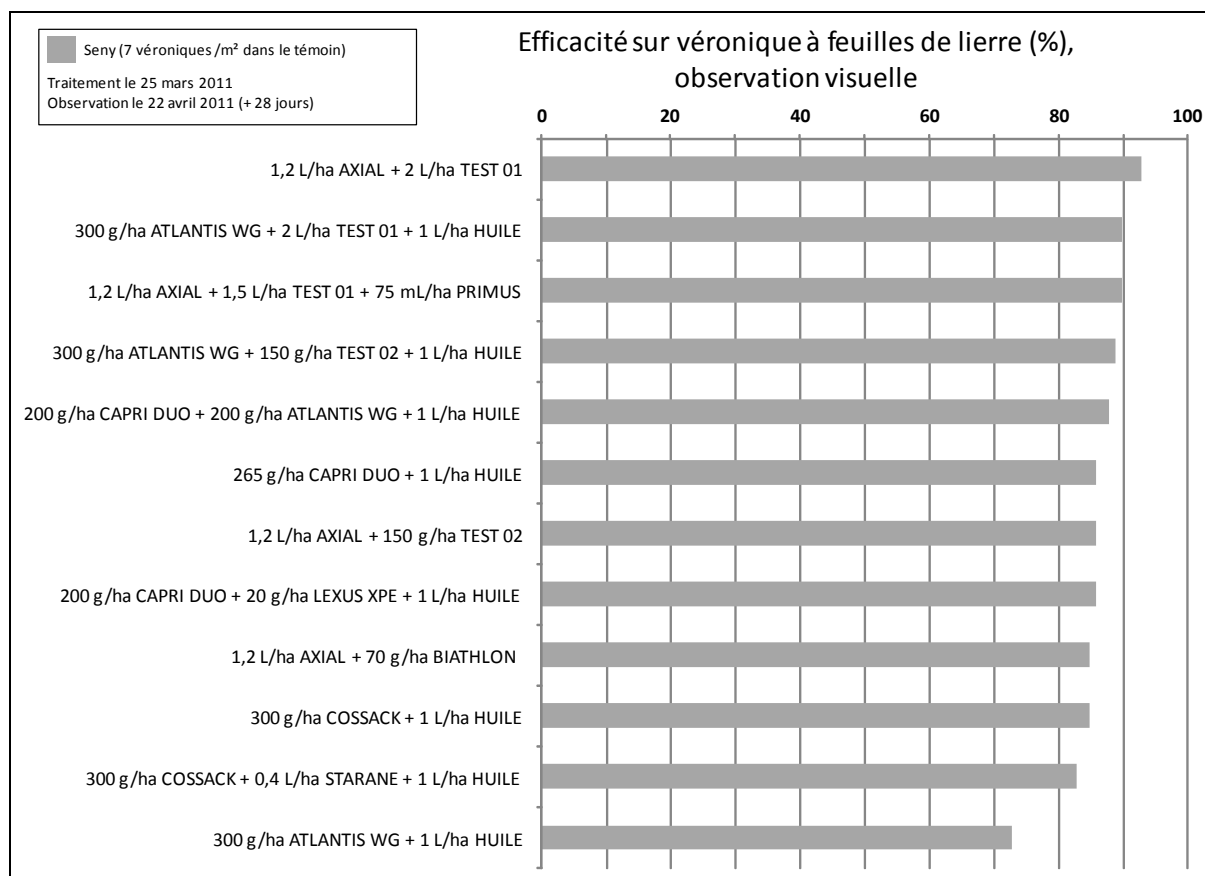 Seny (7 véroniques /m² dans le témoin)
Traitement le 25 mars 2011
Observation le 22 avril 2011 (+ 28 jours)
Efficacité sur véronique à feuilles de lierre (%),
observation visuelle
0 20 40 60 80 100
1,2 L/ha AXIAL + 2 L/ha TEST 01
300 g/ha ATLANTIS WG + 2 L/ha TEST 01 + 1 L/ha HUILE
1,2 L/ha AXIAL + 1,5 L/ha TEST 01 + 75 mL/ha PRIMUS
300 g/ha ATLANTIS WG + 150 g/ha TEST 02 + 1 L/ha HUILE
200 g/ha CAPRI DUO + 200 g/ha ATLANTIS WG + 1 L/ha HUILE
265 g/ha CAPRI DUO + 1 L/ha HUILE
1,2 L/ha AXIAL + 150 g/ha TEST 02
200 g/ha CAPRI DUO + 20 g/ha LEXUS XPE + 1 L/ha HUILE
1,2 L/ha AXIAL + 70 g/ha BIATHLON
300 g/ha COSSACK + 1 L/ha HUILE
300 g/ha COSSACK + 0,4 L/ha STARANE + 1 L/ha HUILE
300 g/ha ATLANTIS WG + 1 L/ha HUILE